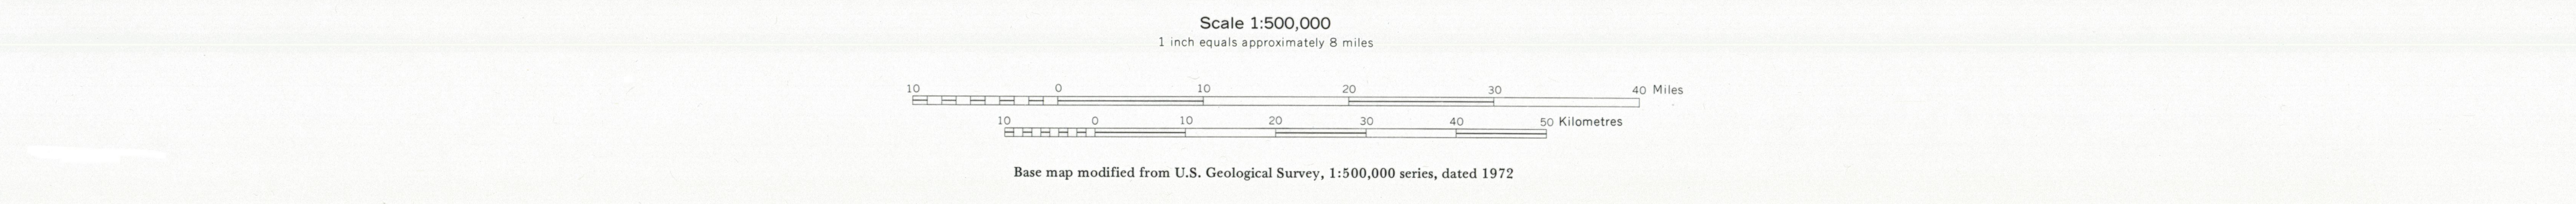 Scale 1:500,000
1 inch equals approximately 8 miles
10 0 10 20 30 40 Miles
10 0 10 20 30 40 50 Kilometres
Base map modified from U.S. Geological Survey, 1:500,000 series, dated 1972